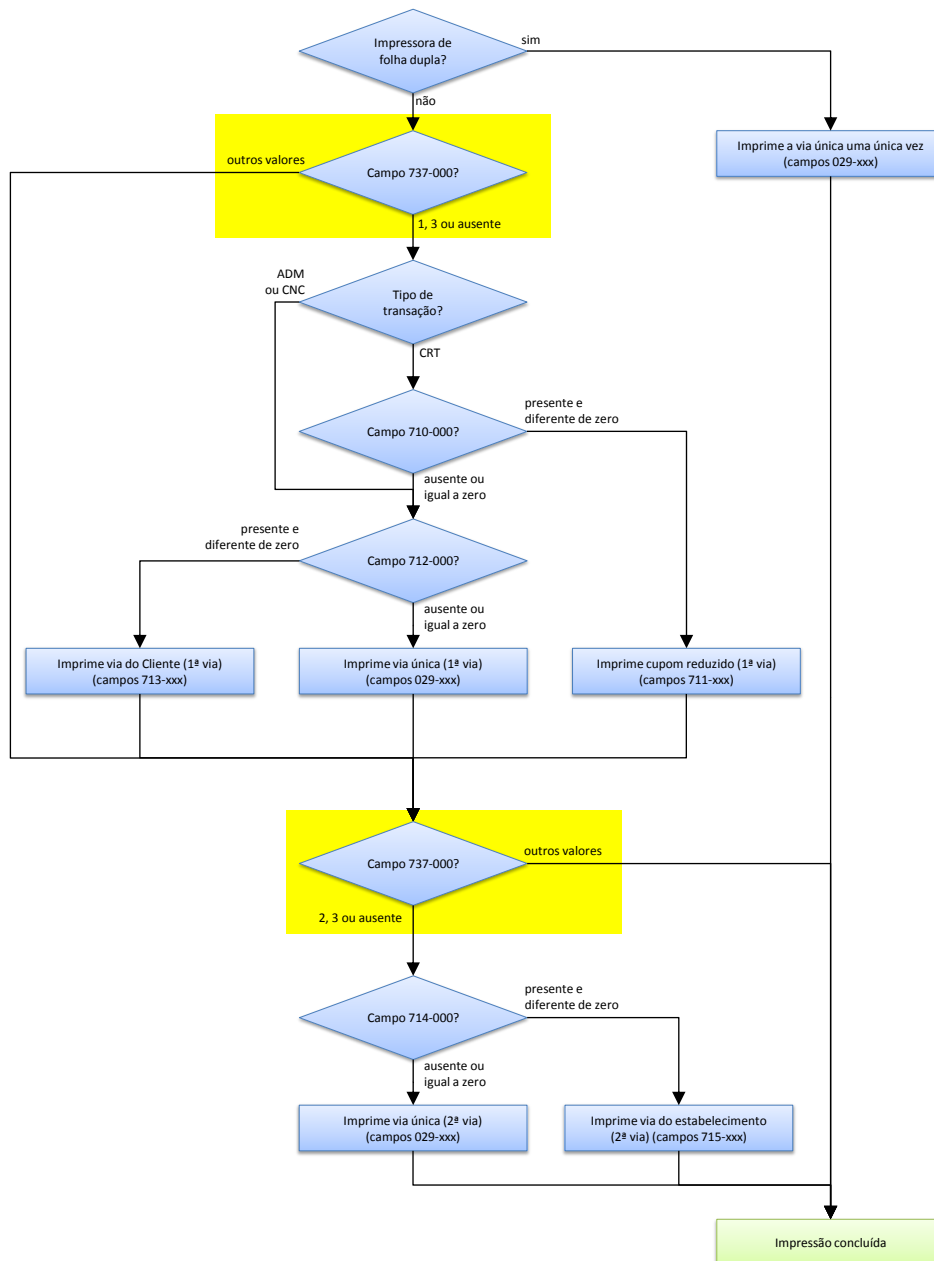 Impressora de
folha dupla?
sim
não
Imprime a via única uma única vez
(campos 029-xxx)
outros valores
Campo 737-000?
1, 3 ou ausente
ADM
ou CNC
Tipo de
transação?
CRT
presente e
diferente de zero
Campo 710-000?
ausente ou
igual a zero
presente e
diferente de zero
Campo 712-000?
ausente ou
igual a zero
Imprime via do Cliente (1ª via)
(campos 713-xxx)
Imprime via única (1ª via)
(campos 029-xxx)
Imprime cupom reduzido (1ª via)
(campos 711-xxx)
Campo 737-000?
outros valores
2, 3 ou ausente
presente e
diferente de zero
Campo 714-000?
ausente ou
igual a zero
Imprime via única (2ª via)
(campos 029-xxx)
Imprime via do estabelecimento
(2ª via) (campos 715-xxx)
Impressão concluída